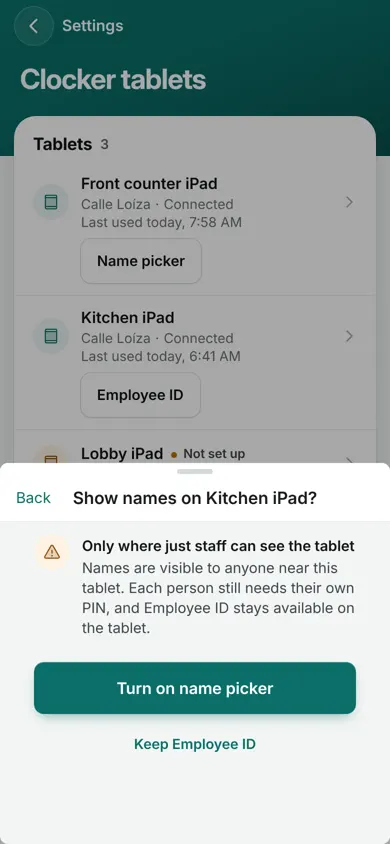 Settings
Clocker tablets
Tablets 3
Front counter iPad
Calle Loíza · Connected
Last used today, 7:58 AM
Name picker
Kitchen iPad
Calle Loíza · Connected
Last used today, 6:41 AM
Employee ID
Lobby iPad • Not set up
Back
Show names on Kitchen iPad?
Only where just staff can see the tablet
Names are visible to anyone near this
tablet. Each person still needs their own
PIN, and Employee ID stays available on
the tablet.
Turn on name picker
Keep Employee ID